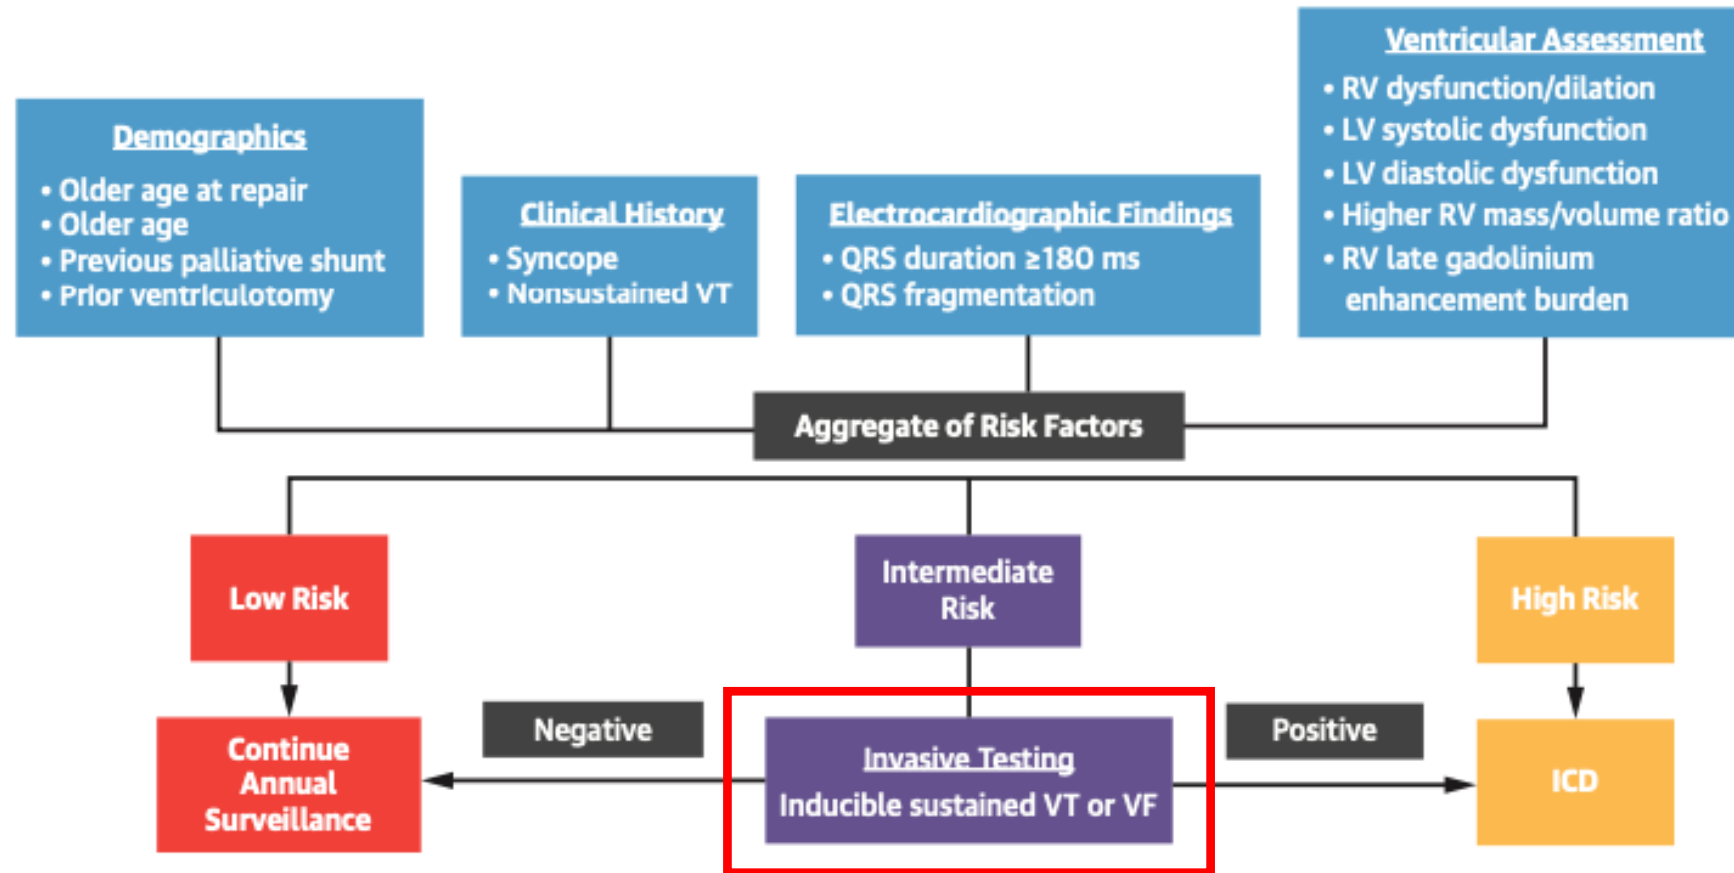 Demographics
• Older age at repair
• Older age
• Previous palliative shunt
• Prior ventriculotomy
Clinical History
• Syncope
• Nonsustained VT
Electrocardiographic Findings
• QRS duration ≥180 ms
• QRS fragmentation
Ventricular Assessment
• RV dysfunction/dilation
• LV systolic dysfunction
• LV diastolic dysfunction
• Higher RV mass/volume ratio
• RV late gadolinium
enhancement burden
Aggregate of Risk Factors
Low Risk
Intermediate
Risk
High Risk
Continue
Annual
Surveillance
Negative
Invasive Testing
Inducible sustained VT or VF
Positive
ICD